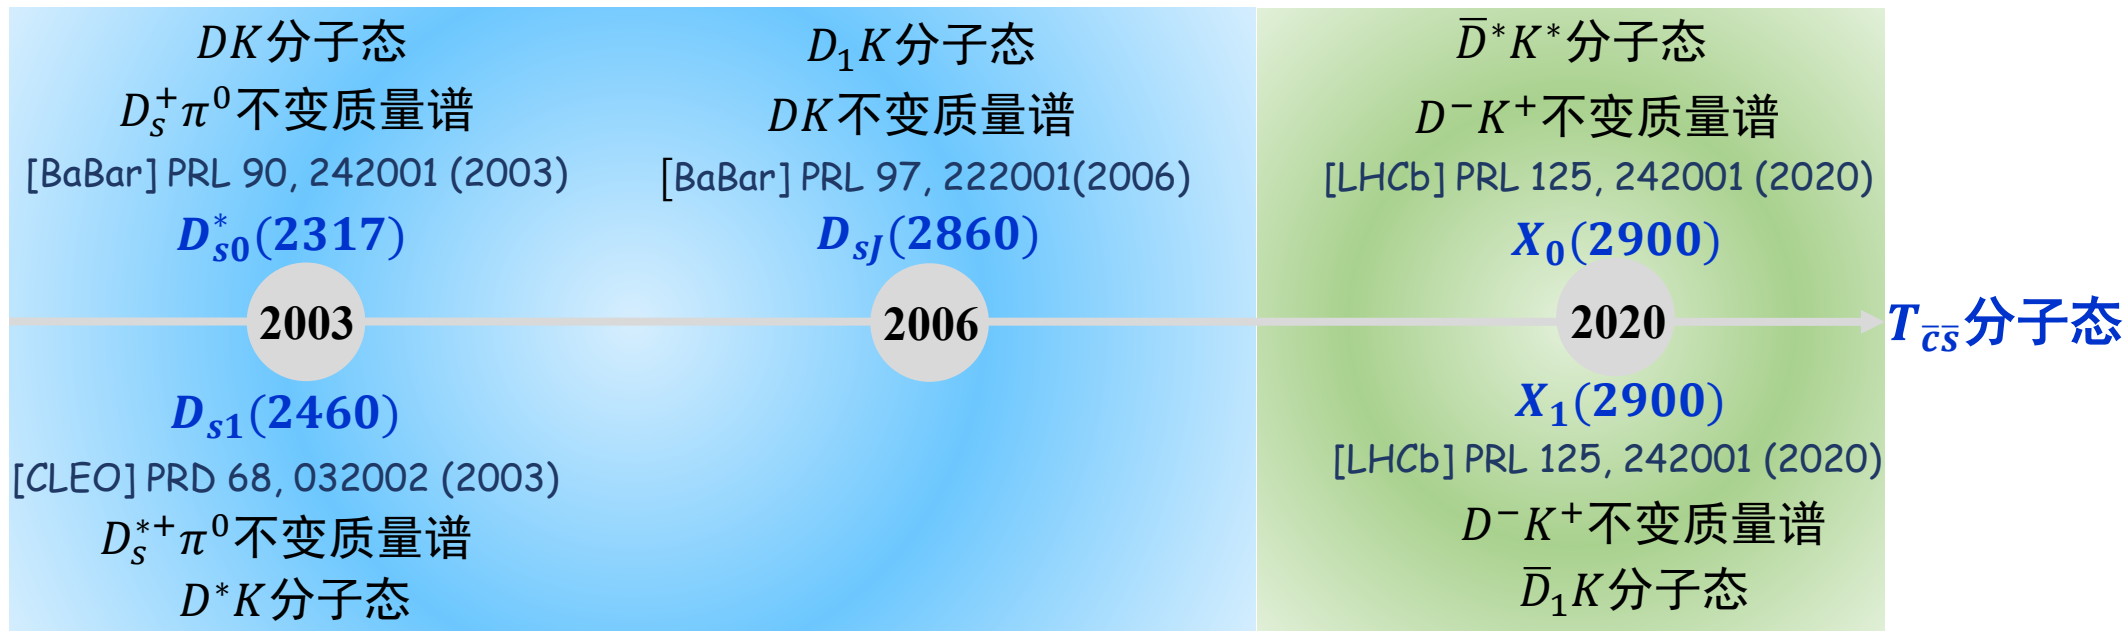 DK分子态
D_s^+π^0不变质量谱
[BaBar] PRL 90, 242001 (2003)
D_{s0}^*(2317)
2003
D_{s1}(2460)
[CLEO] PRD 68, 032002 (2003)
D_s^{*+}π^0不变质量谱
D^*K分子态
D_1K分子态
DK不变质量谱
[BaBar] PRL 97, 222001(2006)
D_{sJ}(2860)
2006
D̅^*K^*分子态
D^-K^+不变质量谱
[LHCb] PRL 125, 242001 (2020)
X_0(2900)
2020
X_1(2900)
[LHCb] PRL 125, 242001 (2020)
D^-K^+不变质量谱
D̅_1K分子态
T_{c̅s̅}分子态